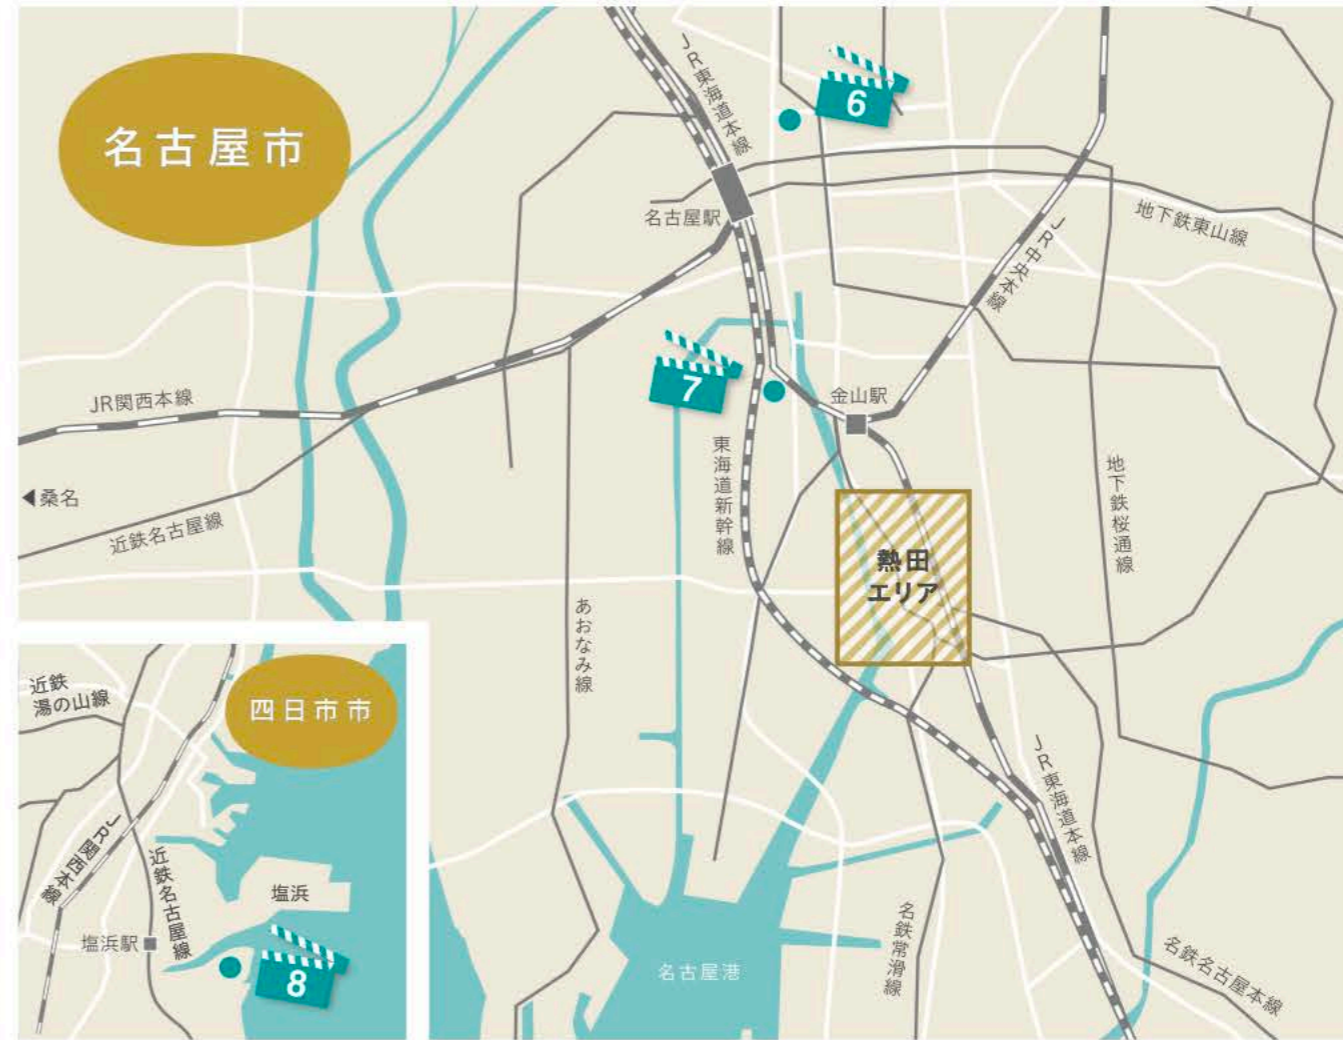 名古屋市
JR東海道本線
6
名古屋駅
地下鉄東山線
JR中央本線
7
金山駅
JR関西本線
東海道新幹線
地下鉄桜通線
◀桑名
近鉄名古屋線
熱田
エリア
あおなみ線
近鉄
湯の山線
四日市市
JR関西本線
近鉄名古屋線
塩浜
塩浜駅
8
JR東海道本線
名鉄常滑線
名古屋港
名鉄名古屋本線